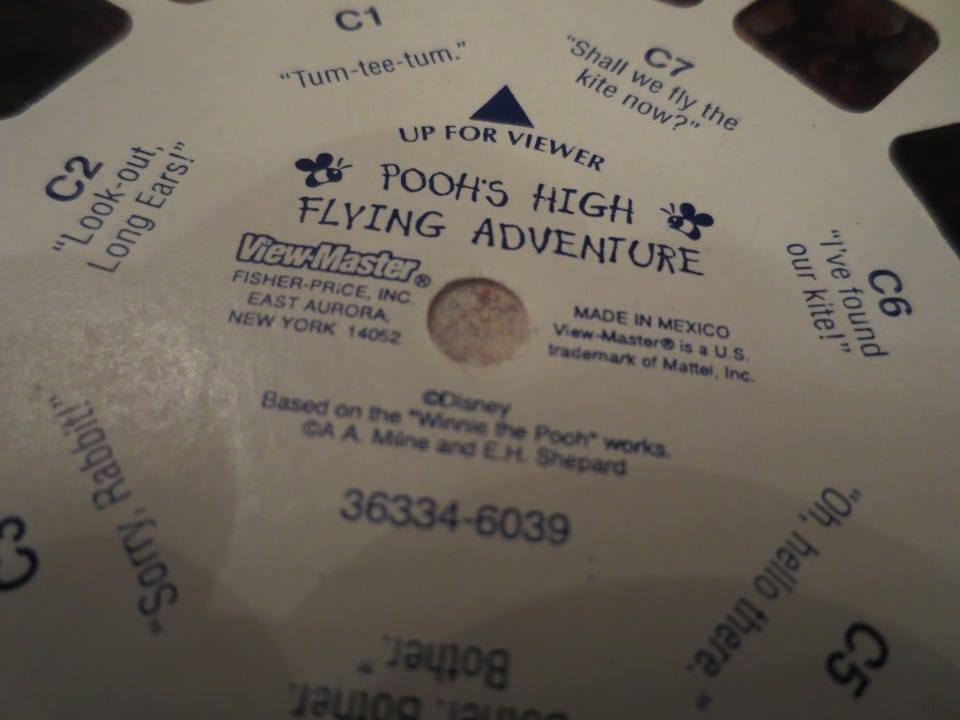 C1
"Tum-tee-tum."
C7
"Shall we fly the
kite now?"
UP FOR VIEWER
C2
"Look-out,
Long Ears!"
POOH'S HIGH
FLYING ADVENTURE
View-Master®
FISHER-PRICE, INC.
EAST AURORA,
NEW YORK 14052
MADE IN MEXICO
View-Master® is a U.S.
trademark of Mattel, Inc.
C6
"I've found
our kite!"
©Disney
Based on the "Winnie the Pooh" works.
©A.A. Milne and E.H. Shepard
36334-6039
C3
"Sorry, Rabbit!"
C5
"Oh, hello there."
Bother. Bother.
Bother."